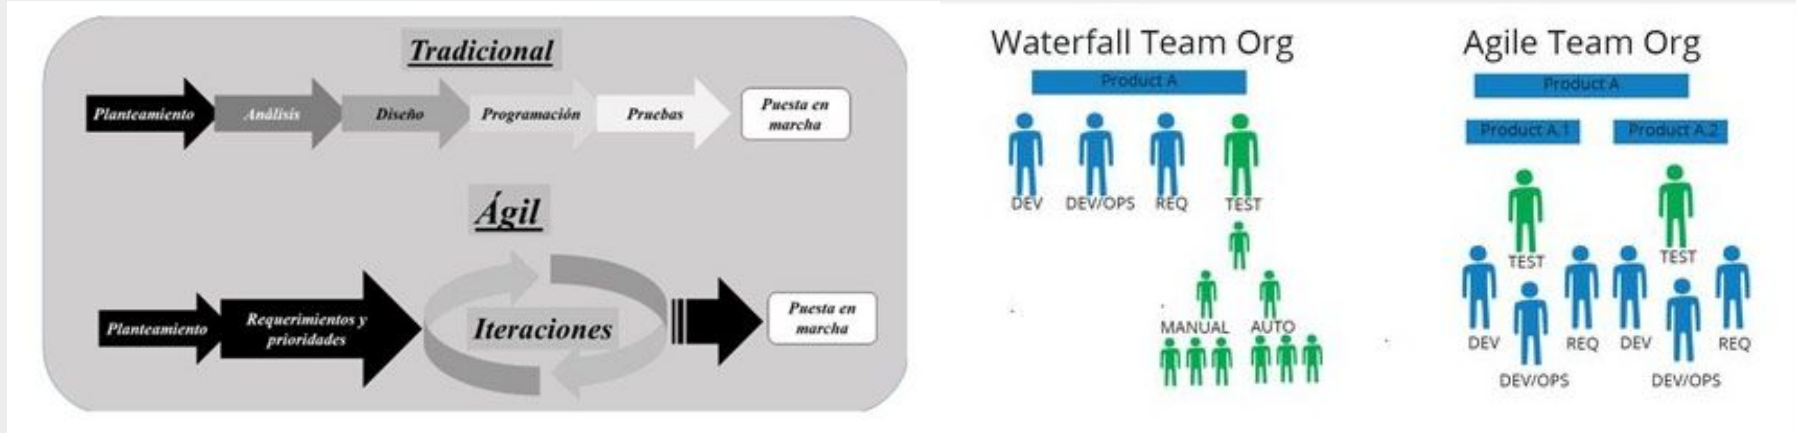 Tradicional
Planteamiento
Análisis
Diseño
Programación
Pruebas
Puesta en
marcha
Ágil
Planteamiento
Requerimientos y
prioridades
Iteraciones
Puesta en
marcha
Waterfall Team Org
Product A
DEV
DEV/OPS
REQ
TEST
MANUAL
AUTO
Agile Team Org
Product A
Product A.1
Product A.2
TEST
TEST
DEV
REQ
DEV
REQ
DEV/OPS
DEV/OPS